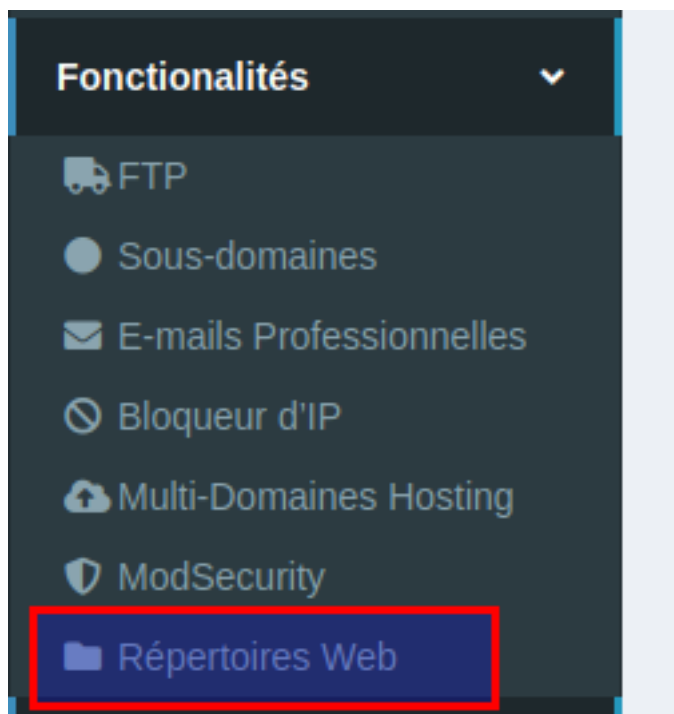 Fonctionalités
FTP
Sous-domaines
E-mails Professionnelles
Bloqueur d'IP
Multi-Domaines Hosting
ModSecurity
Répertoires Web